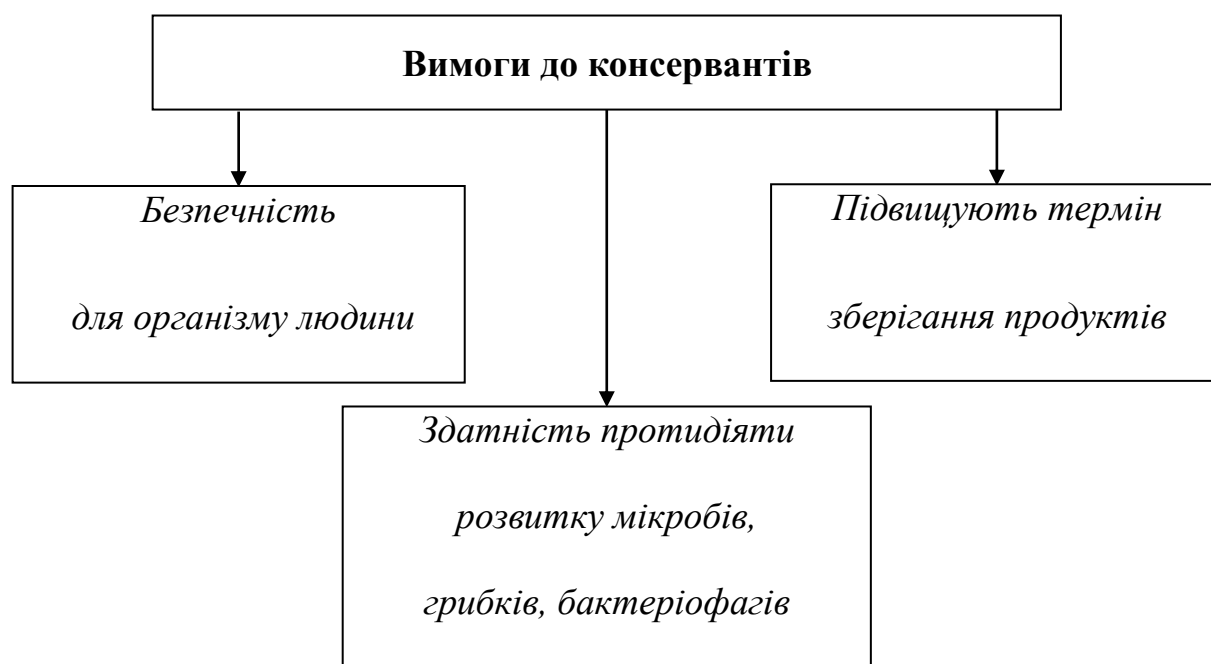 Вимоги до консервантів
Безпечність
для організму людини
Підвищують термін
зберігання продуктів
Здатність протидіяти
розвитку мікробів,
грибків, бактеріофагів